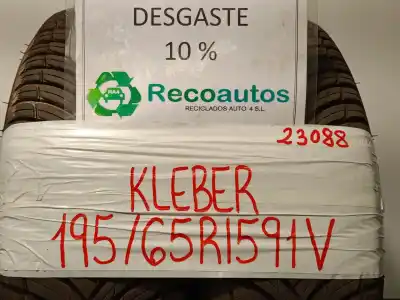 DESGASTE
10 %
Recoautos
RECICLADOS AUTO 4 S.L.
23088
KLEBER
195/65R1591V